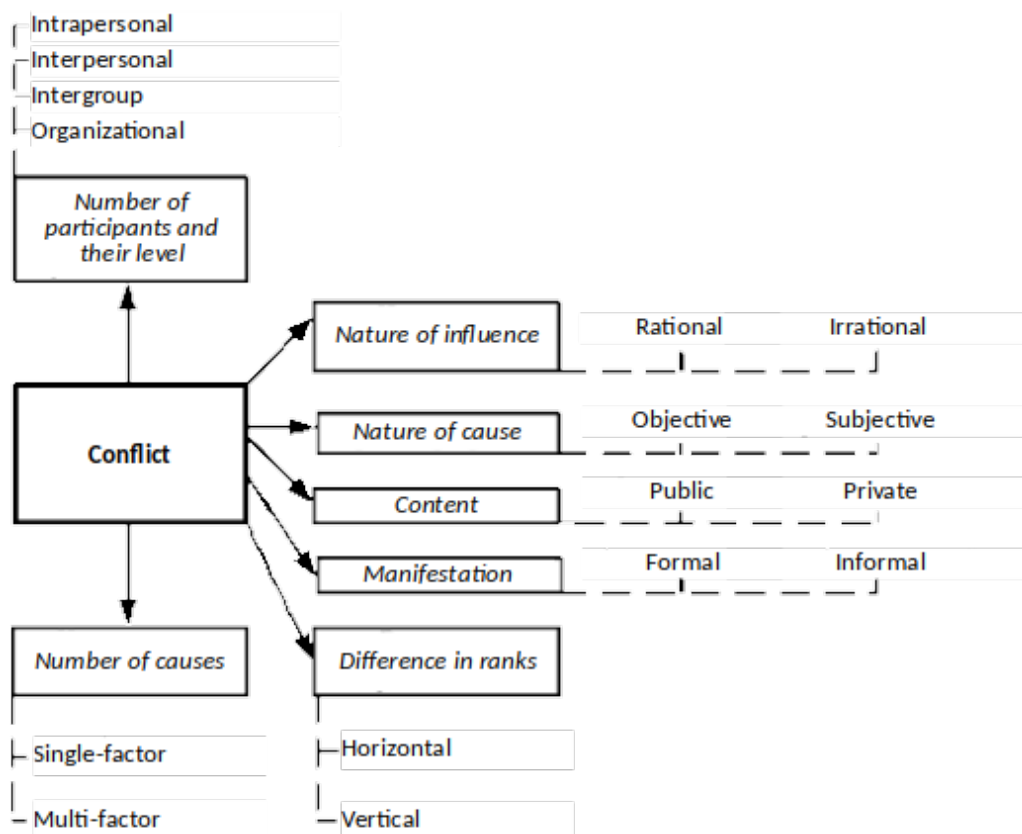 Intrapersonal
Interpersonal
Intergroup
Organizational
Number of
participants and
their level
Nature of influence
Rational
Irrational
Nature of cause
Objective
Subjective
Conflict
Content
Public
Private
Manifestation
Formal
Informal
Number of causes
Difference in ranks
Single-factor
Horizontal
Multi-factor
Vertical